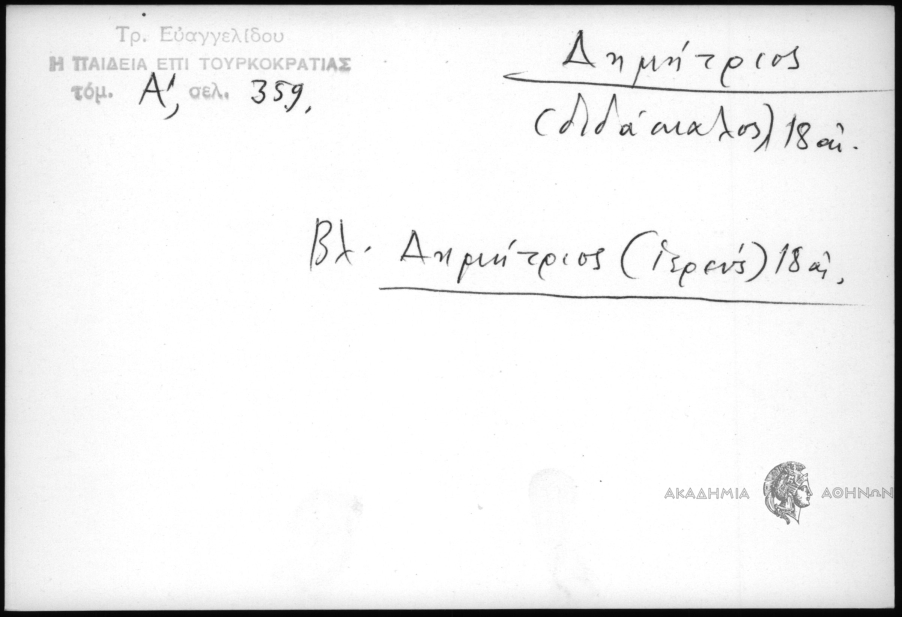 Τρ. Εὐαγγελίδου
Η ΠΑΙΔΕΙΑ ΕΠΙ ΤΟΥΡΚΟΚΡΑΤΙΑΣ
τόμ. Α', σελ. 359.
Δημήτριος
(διδάσκαλος) 18 αἰ.
Βλ. Δημήτριος (ἱερεύς) 18 αἰ.
ΑΚΑΔΗΜΙΑ ΑΘΗΝΩΝ